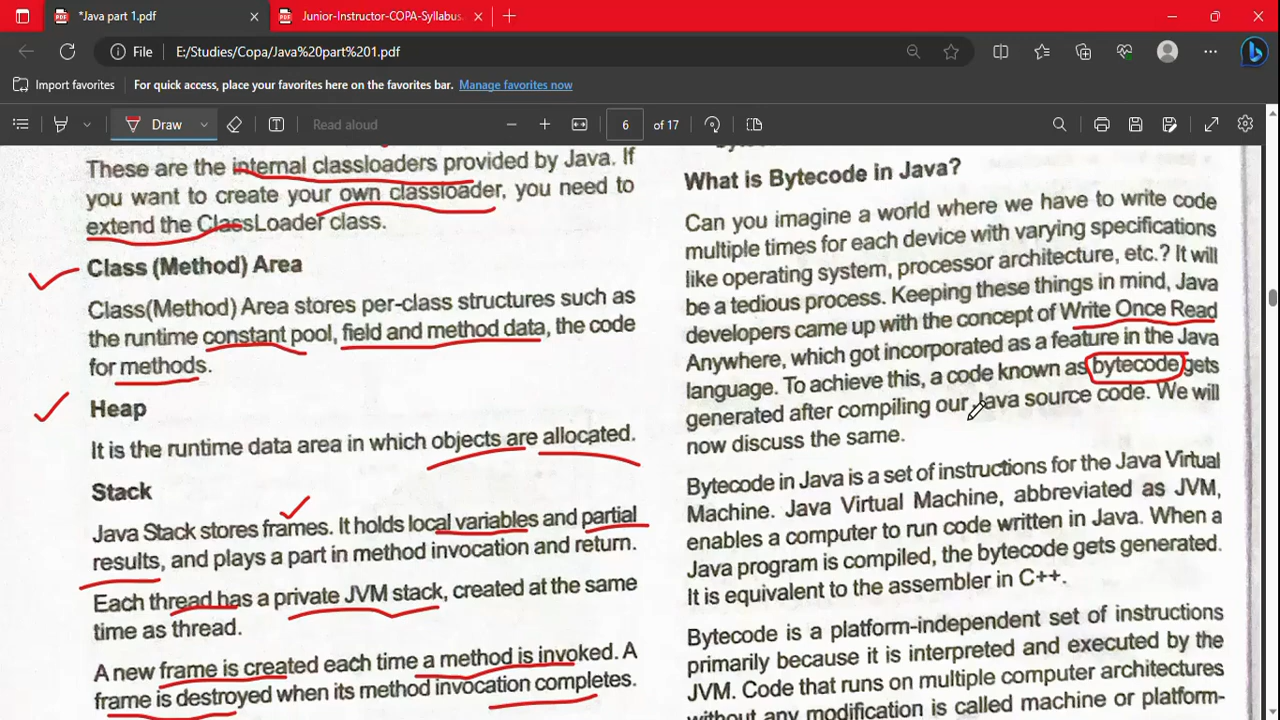 *Java part 1.pdf
Junior-Instructor-COPA-Syllabus.
File
E:/Studies/Copa/Java%20part%201.pdf
Import favorites
For quick access, place your favorites here on the favorites bar. Manage favorites now
Draw
Read aloud
6 of 17
These are the internal classloaders provided by Java. If
you want to create your own classloader, you need to
extend the ClassLoader class.
Class (Method) Area
Class(Method) Area stores per-class structures such as
the runtime constant pool, field and method data, the code
for methods.
Heap
It is the runtime data area in which objects are allocated.
Stack
Java Stack stores frames. It holds local variables and partial
results, and plays a part in method invocation and return.
Each thread has a private JVM stack, created at the same
time as thread.
A new frame is created each time a method is invoked. A
frame is destroyed when its method invocation completes.
What is Bytecode in Java?
Can you imagine a world where we have to write code
multiple times for each device with varying specifications
like operating system, processor architecture, etc.? It will
be a tedious process. Keeping these things in mind, Java
developers came up with the concept of Write Once Read
Anywhere, which got incorporated as a feature in the Java
language. To achieve this, a code known as bytecode gets
generated after compiling our Java source code. We will
now discuss the same.
Bytecode in Java is a set of instructions for the Java Virtual
Machine. Java Virtual Machine, abbreviated as JVM,
enables a computer to run code written in Java. When a
Java program is compiled, the bytecode gets generated.
It is equivalent to the assembler in C++.
Bytecode is a platform-independent set of instructions
primarily because it is interpreted and executed by the
JVM. Code that runs on multiple computer architectures
without any modification is called machine or platform-